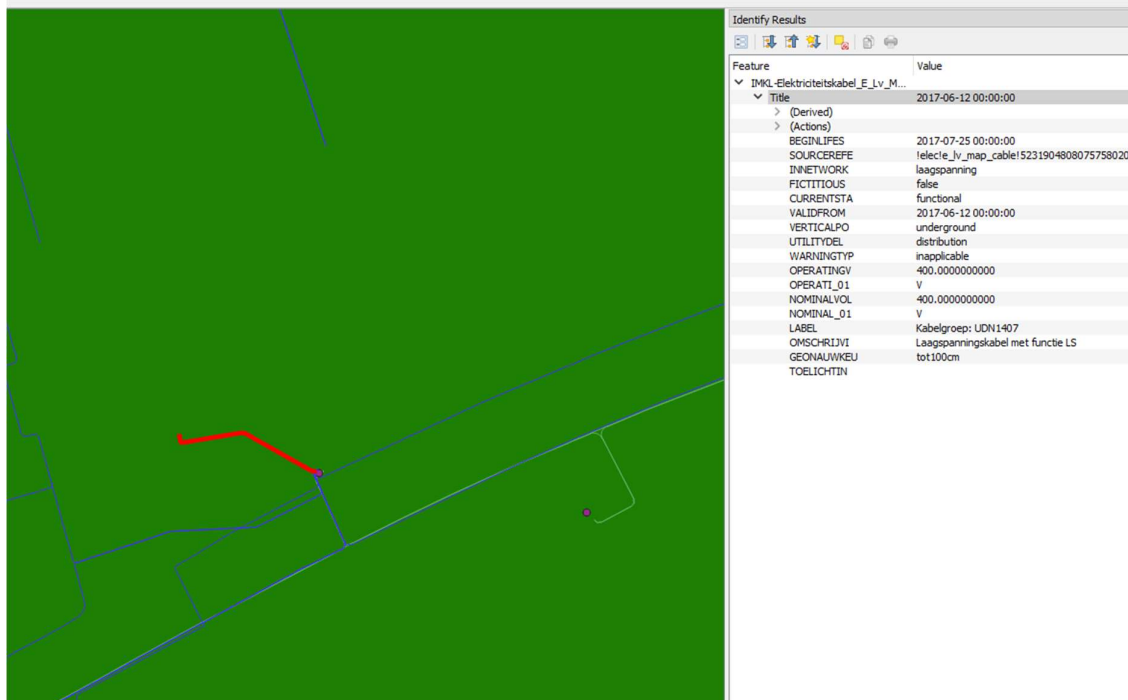 Identify Results
Feature Value
IMKL-Elektriciteitskabel_E_Lv_M...
Title 2017-06-12 00:00:00
(Derived)
(Actions)
BEGINLIFES 2017-07-25 00:00:00
SOURCEREFE !elec!e_lv_map_cable!5231904808075758020
INNETWORK laagspanning
FICTITIOUS false
CURRENTSTA functional
VALIDFROM 2017-06-12 00:00:00
VERTICALPO underground
UTILITYDEL distribution
WARNINGTYP inapplicable
OPERATINGV 400.0000000000
OPERATI_01 V
NOMINALVOL 400.0000000000
NOMINAL_01 V
LABEL Kabelgroep: UDN1407
OMSCHRIJVI Laagspanningskabel met functie LS
GEONAUWKEU tot100cm
TOELICHTIN